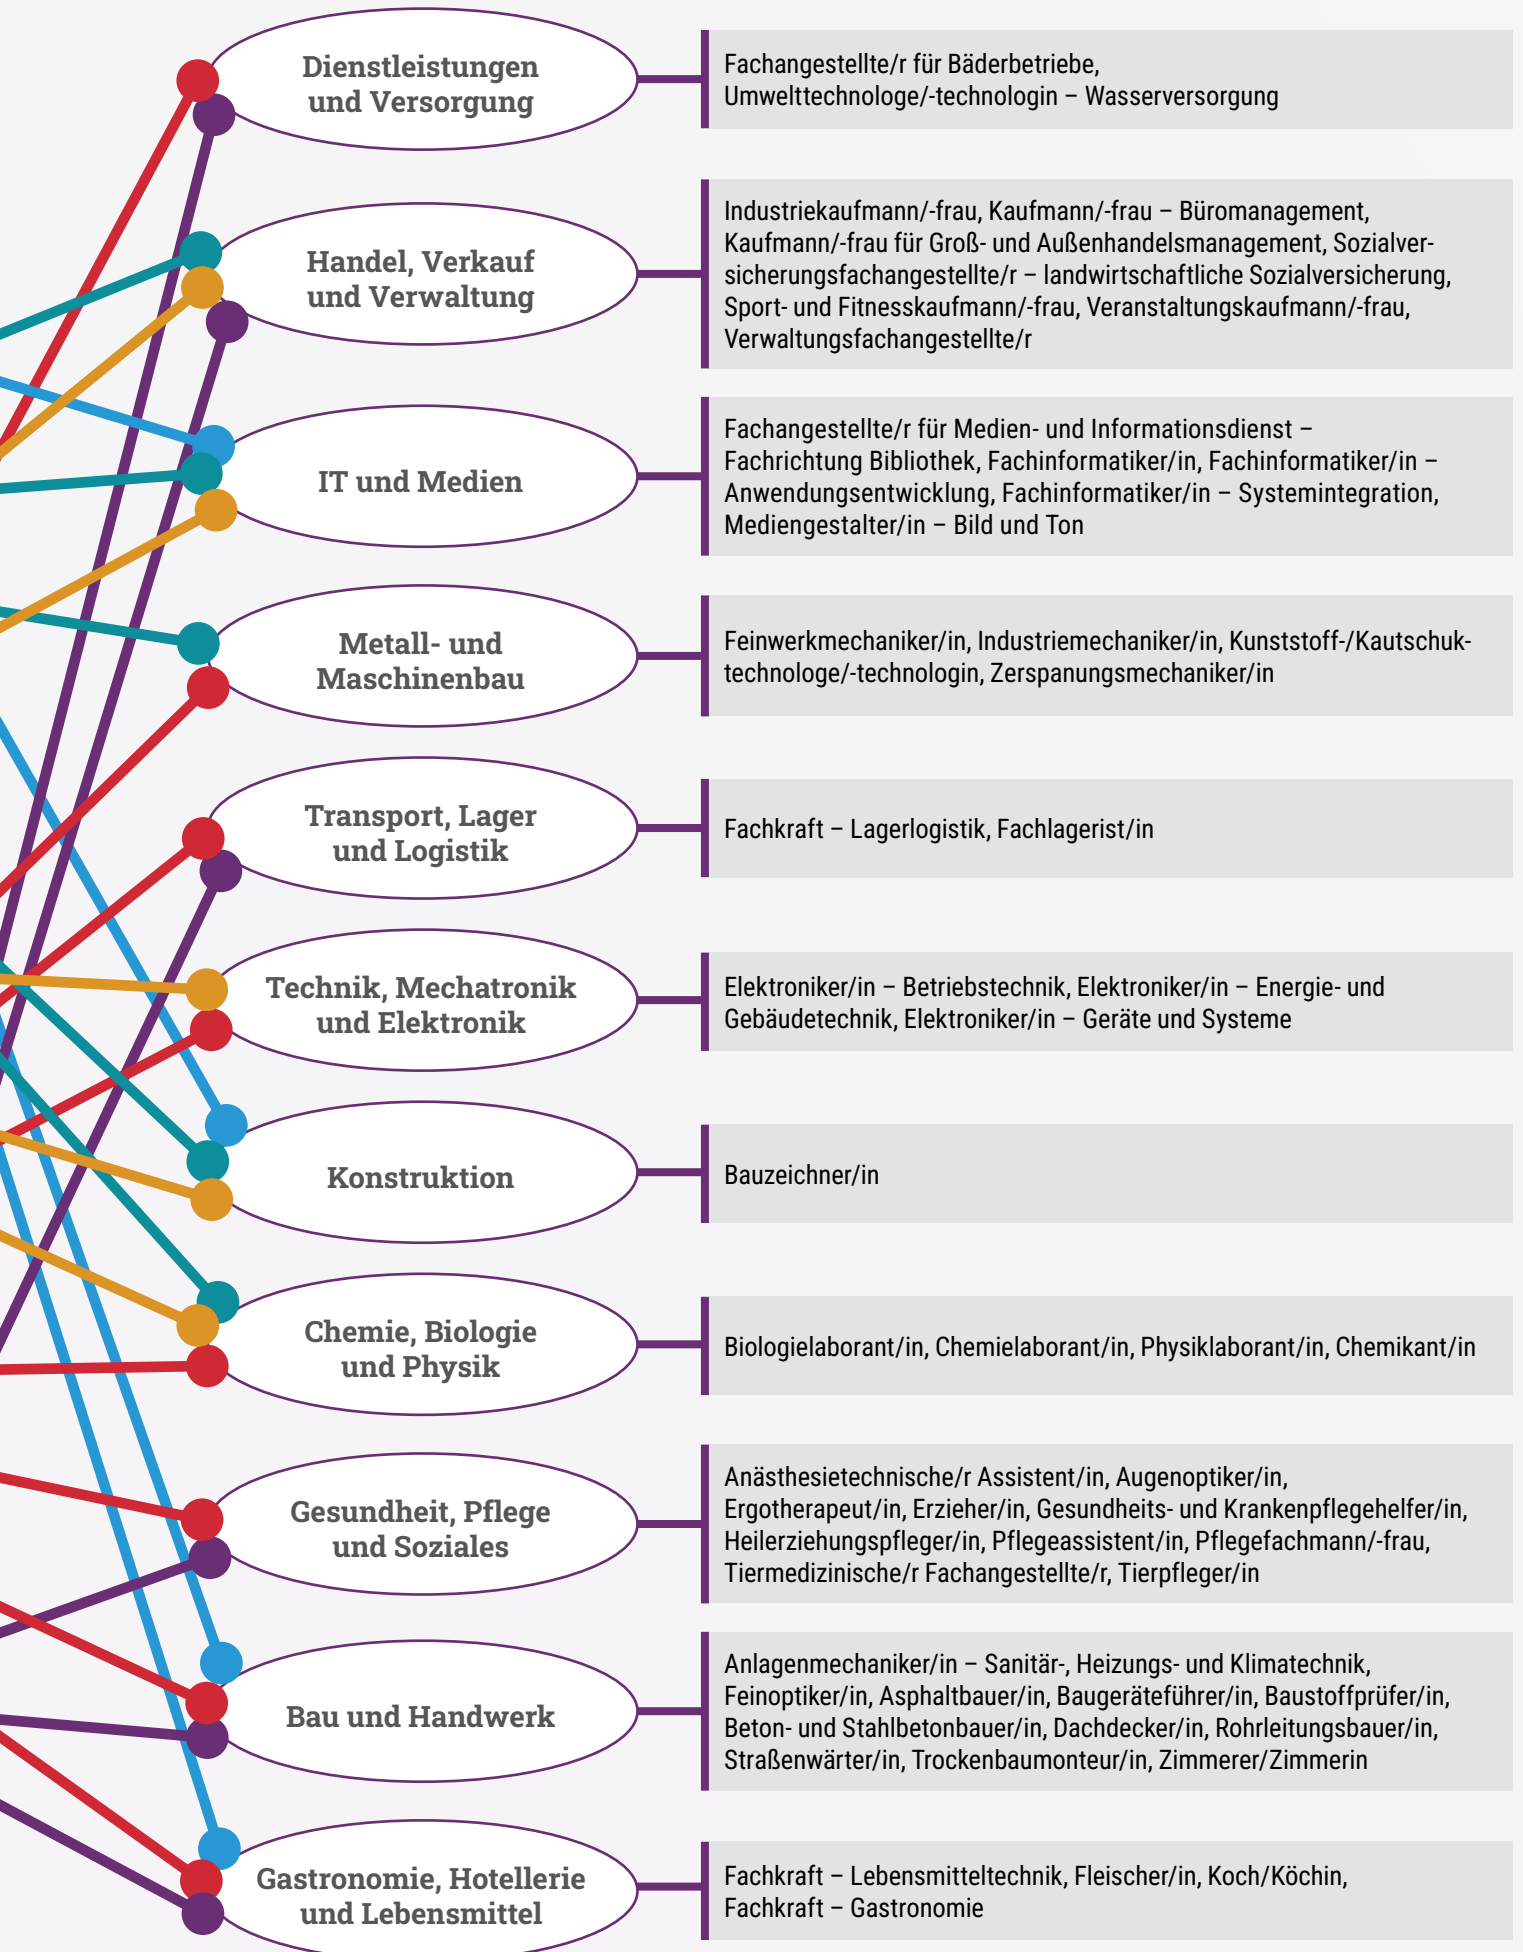 Dienstleistungen
und Versorgung
Fachangestellte/r für Bäderbetriebe,
Umwelttechnologe/-technologin – Wasserversorgung
Handel, Verkauf
und Verwaltung
Industriekaufmann/-frau, Kaufmann/-frau – Büromanagement,
Kaufmann/-frau für Groß- und Außenhandelsmanagement, Sozialver-
sicherungsfachangestellte/r – landwirtschaftliche Sozialversicherung,
Sport- und Fitnesskaufmann/-frau, Veranstaltungskaufmann/-frau,
Verwaltungsfachangestellte/r
IT und Medien
Fachangestellte/r für Medien- und Informationsdienst –
Fachrichtung Bibliothek, Fachinformatiker/in, Fachinformatiker/in –
Anwendungsentwicklung, Fachinformatiker/in – Systemintegration,
Mediengestalter/in – Bild und Ton
Metall- und
Maschinenbau
Feinwerkmechaniker/in, Industriemechaniker/in, Kunststoff-/Kautschuk-
technologe/-technologin, Zerspanungsmechaniker/in
Transport, Lager
und Logistik
Fachkraft – Lagerlogistik, Fachlagerist/in
Technik, Mechatronik
und Elektronik
Elektroniker/in – Betriebstechnik, Elektroniker/in – Energie- und
Gebäudetechnik, Elektroniker/in – Geräte und Systeme
Konstruktion
Bauzeichner/in
Chemie, Biologie
und Physik
Biologielaborant/in, Chemielaborant/in, Physiklaborant/in, Chemikant/in
Gesundheit, Pflege
und Soziales
Anästhesietechnische/r Assistent/in, Augenoptiker/in,
Ergotherapeut/in, Erzieher/in, Gesundheits- und Krankenpflegehelfer/in,
Heilerziehungspfleger/in, Pflegeassistent/in, Pflegefachmann/-frau,
Tiermedizinische/r Fachangestellte/r, Tierpfleger/in
Bau und Handwerk
Anlagenmechaniker/in – Sanitär-, Heizungs- und Klimatechnik,
Feinoptiker/in, Asphaltbauer/in, Baugeräteführer/in, Baustoffprüfer/in,
Beton- und Stahlbetonbauer/in, Dachdecker/in, Rohrleitungsbauer/in,
Straßenwärter/in, Trockenbaumonteur/in, Zimmerer/Zimmerin
Gastronomie, Hotellerie
und Lebensmittel
Fachkraft – Lebensmitteltechnik, Fleischer/in, Koch/Köchin,
Fachkraft – Gastronomie